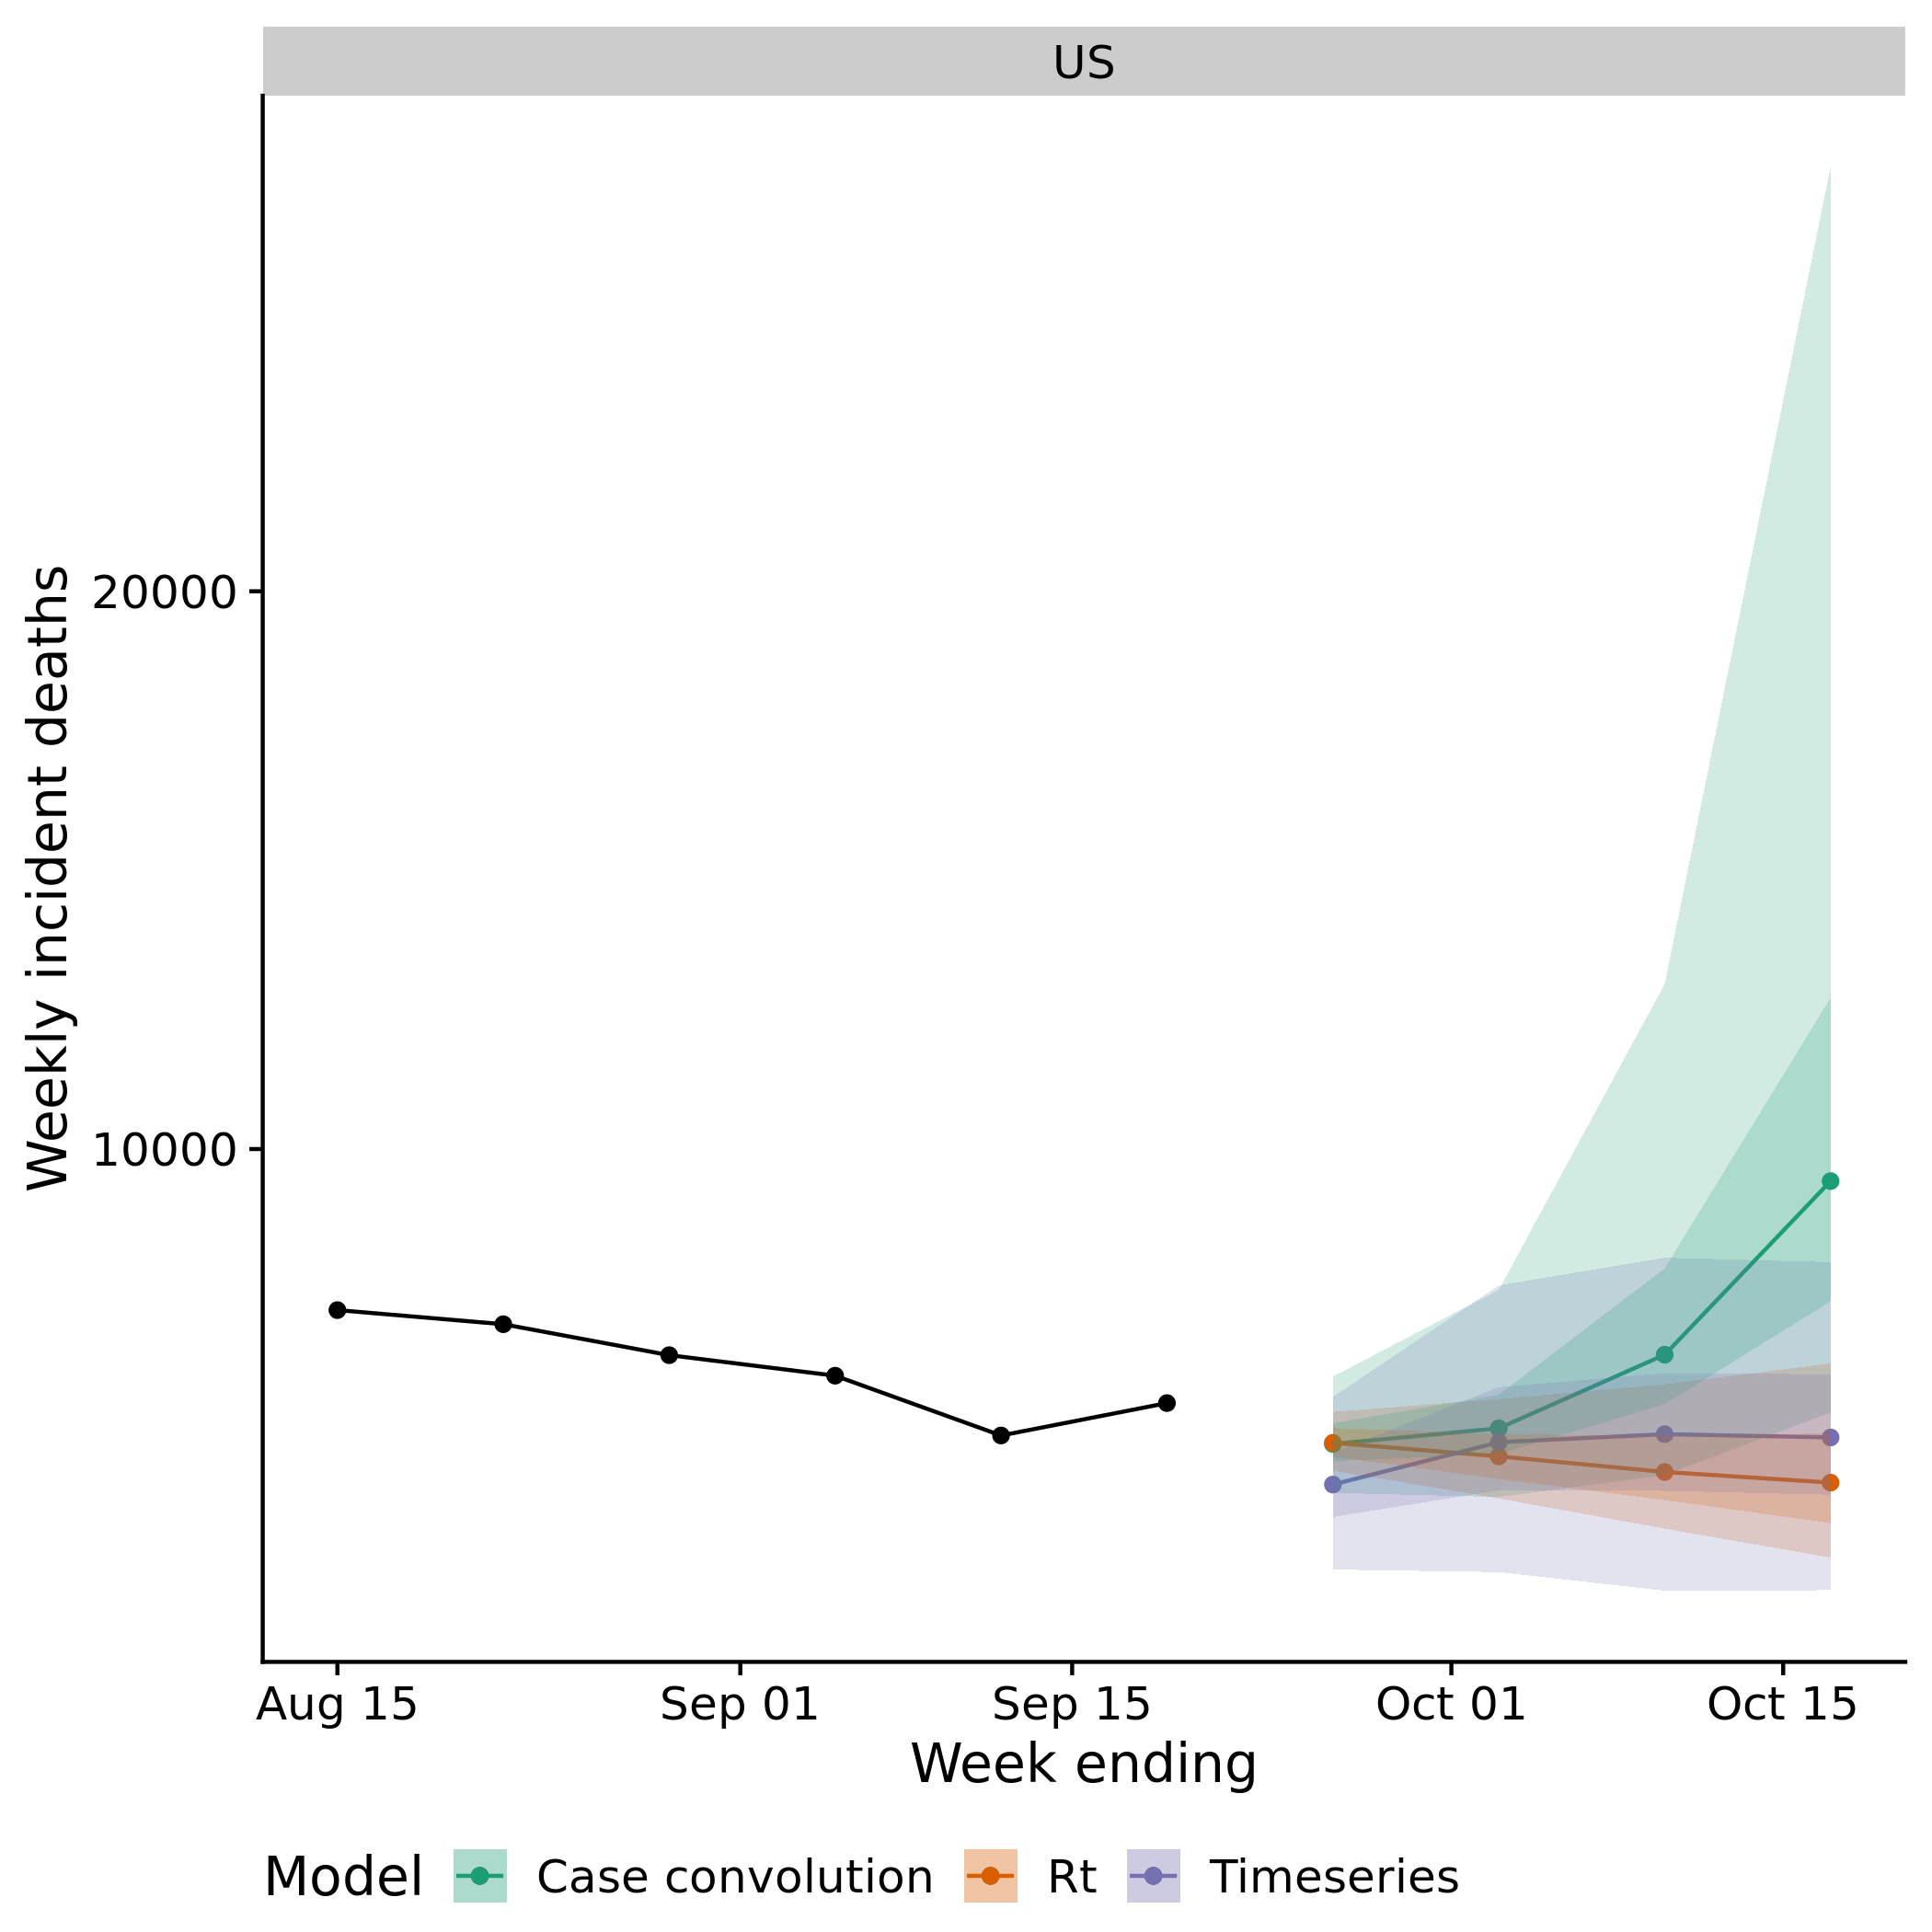 US
Weekly incident deaths
20000
10000
Aug 15 Sep 01 Sep 15 Oct 01 Oct 15
Week ending
Model Case convolution Rt Timeseries